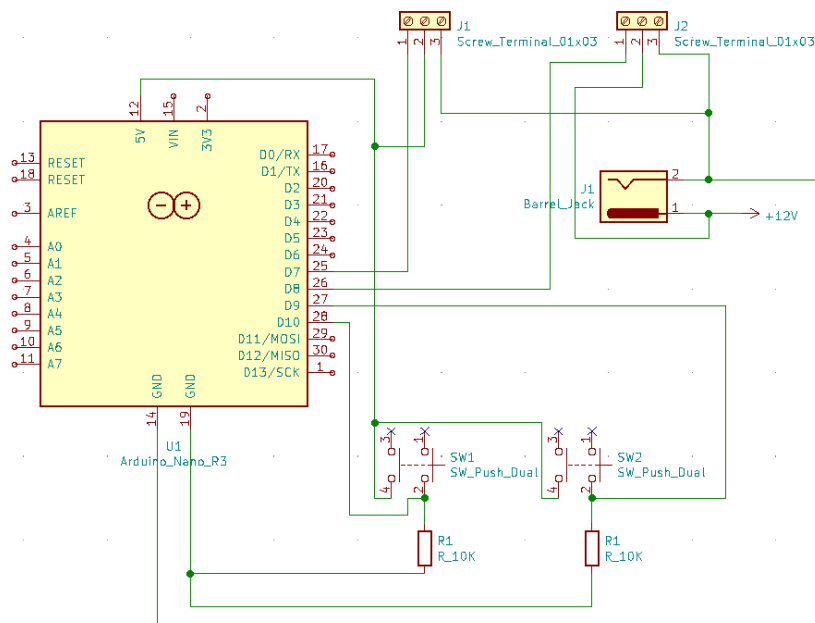 J1
Screw_Terminal_01x03
1
2
3
J2
Screw_Terminal_01x03
1
2
3
12
15
2
5V
VIN
3V3
13
RESET
18
RESET
3
AREF
4
A0
5
A1
6
A2
7
A3
8
A4
9
A5
10
A6
11
A7
D0/RX
17
D1/TX
16
D2
20
D3
21
D4
22
D5
23
D6
24
D7
25
D8
26
D9
27
D10
28
D11/MOSI
29
D12/MISO
30
D13/SCK
1
GND
GND
14
19
U1
Arduino_Nano_R3
J1
Barrel_Jack
2
1
+12V
3
1
4
2
SW1
SW_Push_Dual
3
1
4
2
SW2
SW_Push_Dual
R1
R_10K
R1
R_10K